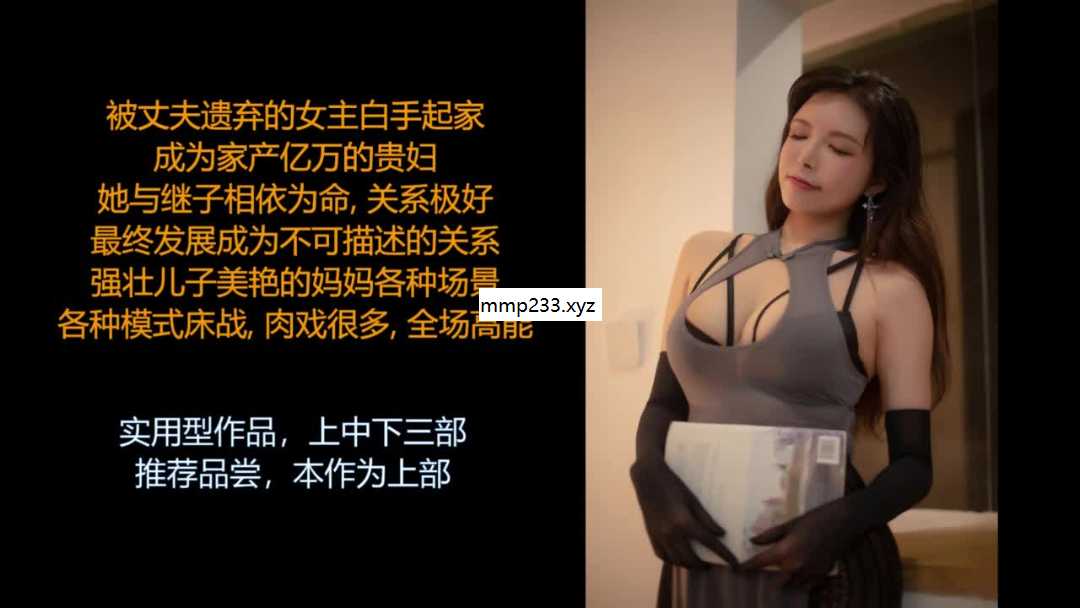 被丈夫遗弃的女主白手起家
成为家产亿万的贵妇
她与继子相依为命, 关系极好
最终发展成为不可描述的关系
强壮儿子美艳的妈妈各种场景
各种模式床战, 肉戏很多, 全场高能
mmp233.xyz
实用型作品，上中下三部
推荐品尝，本作为上部